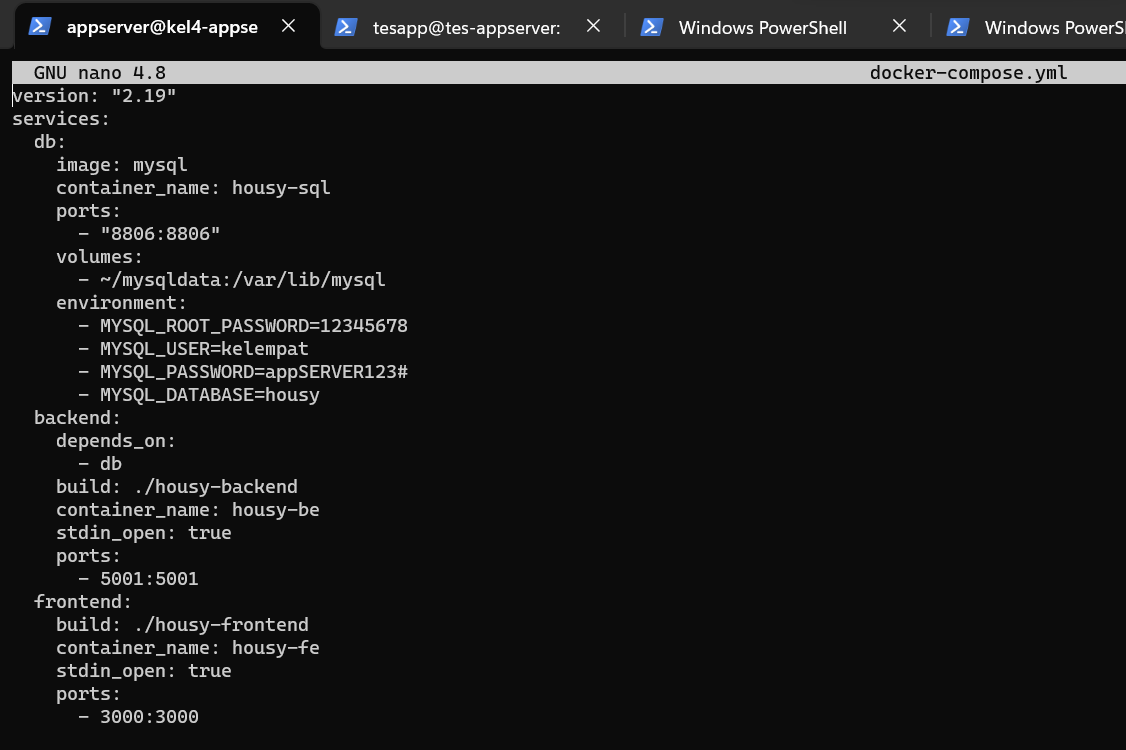 appserver@kel4-appse
tesapp@tes-appserver:
Windows PowerShell
Windows PowerS
GNU nano 4.8 docker-compose.yml
version: "2.19"
services:
  db:
    image: mysql
    container_name: housy-sql
    ports:
      - "8806:8806"
    volumes:
      - ~/mysqldata:/var/lib/mysql
    environment:
      - MYSQL_ROOT_PASSWORD=12345678
      - MYSQL_USER=kelempat
      - MYSQL_PASSWORD=appSERVER123#
      - MYSQL_DATABASE=housy
  backend:
    depends_on:
      - db
    build: ./housy-backend
    container_name: housy-be
    stdin_open: true
    ports:
      - 5001:5001
  frontend:
    build: ./housy-frontend
    container_name: housy-fe
    stdin_open: true
    ports:
      - 3000:3000